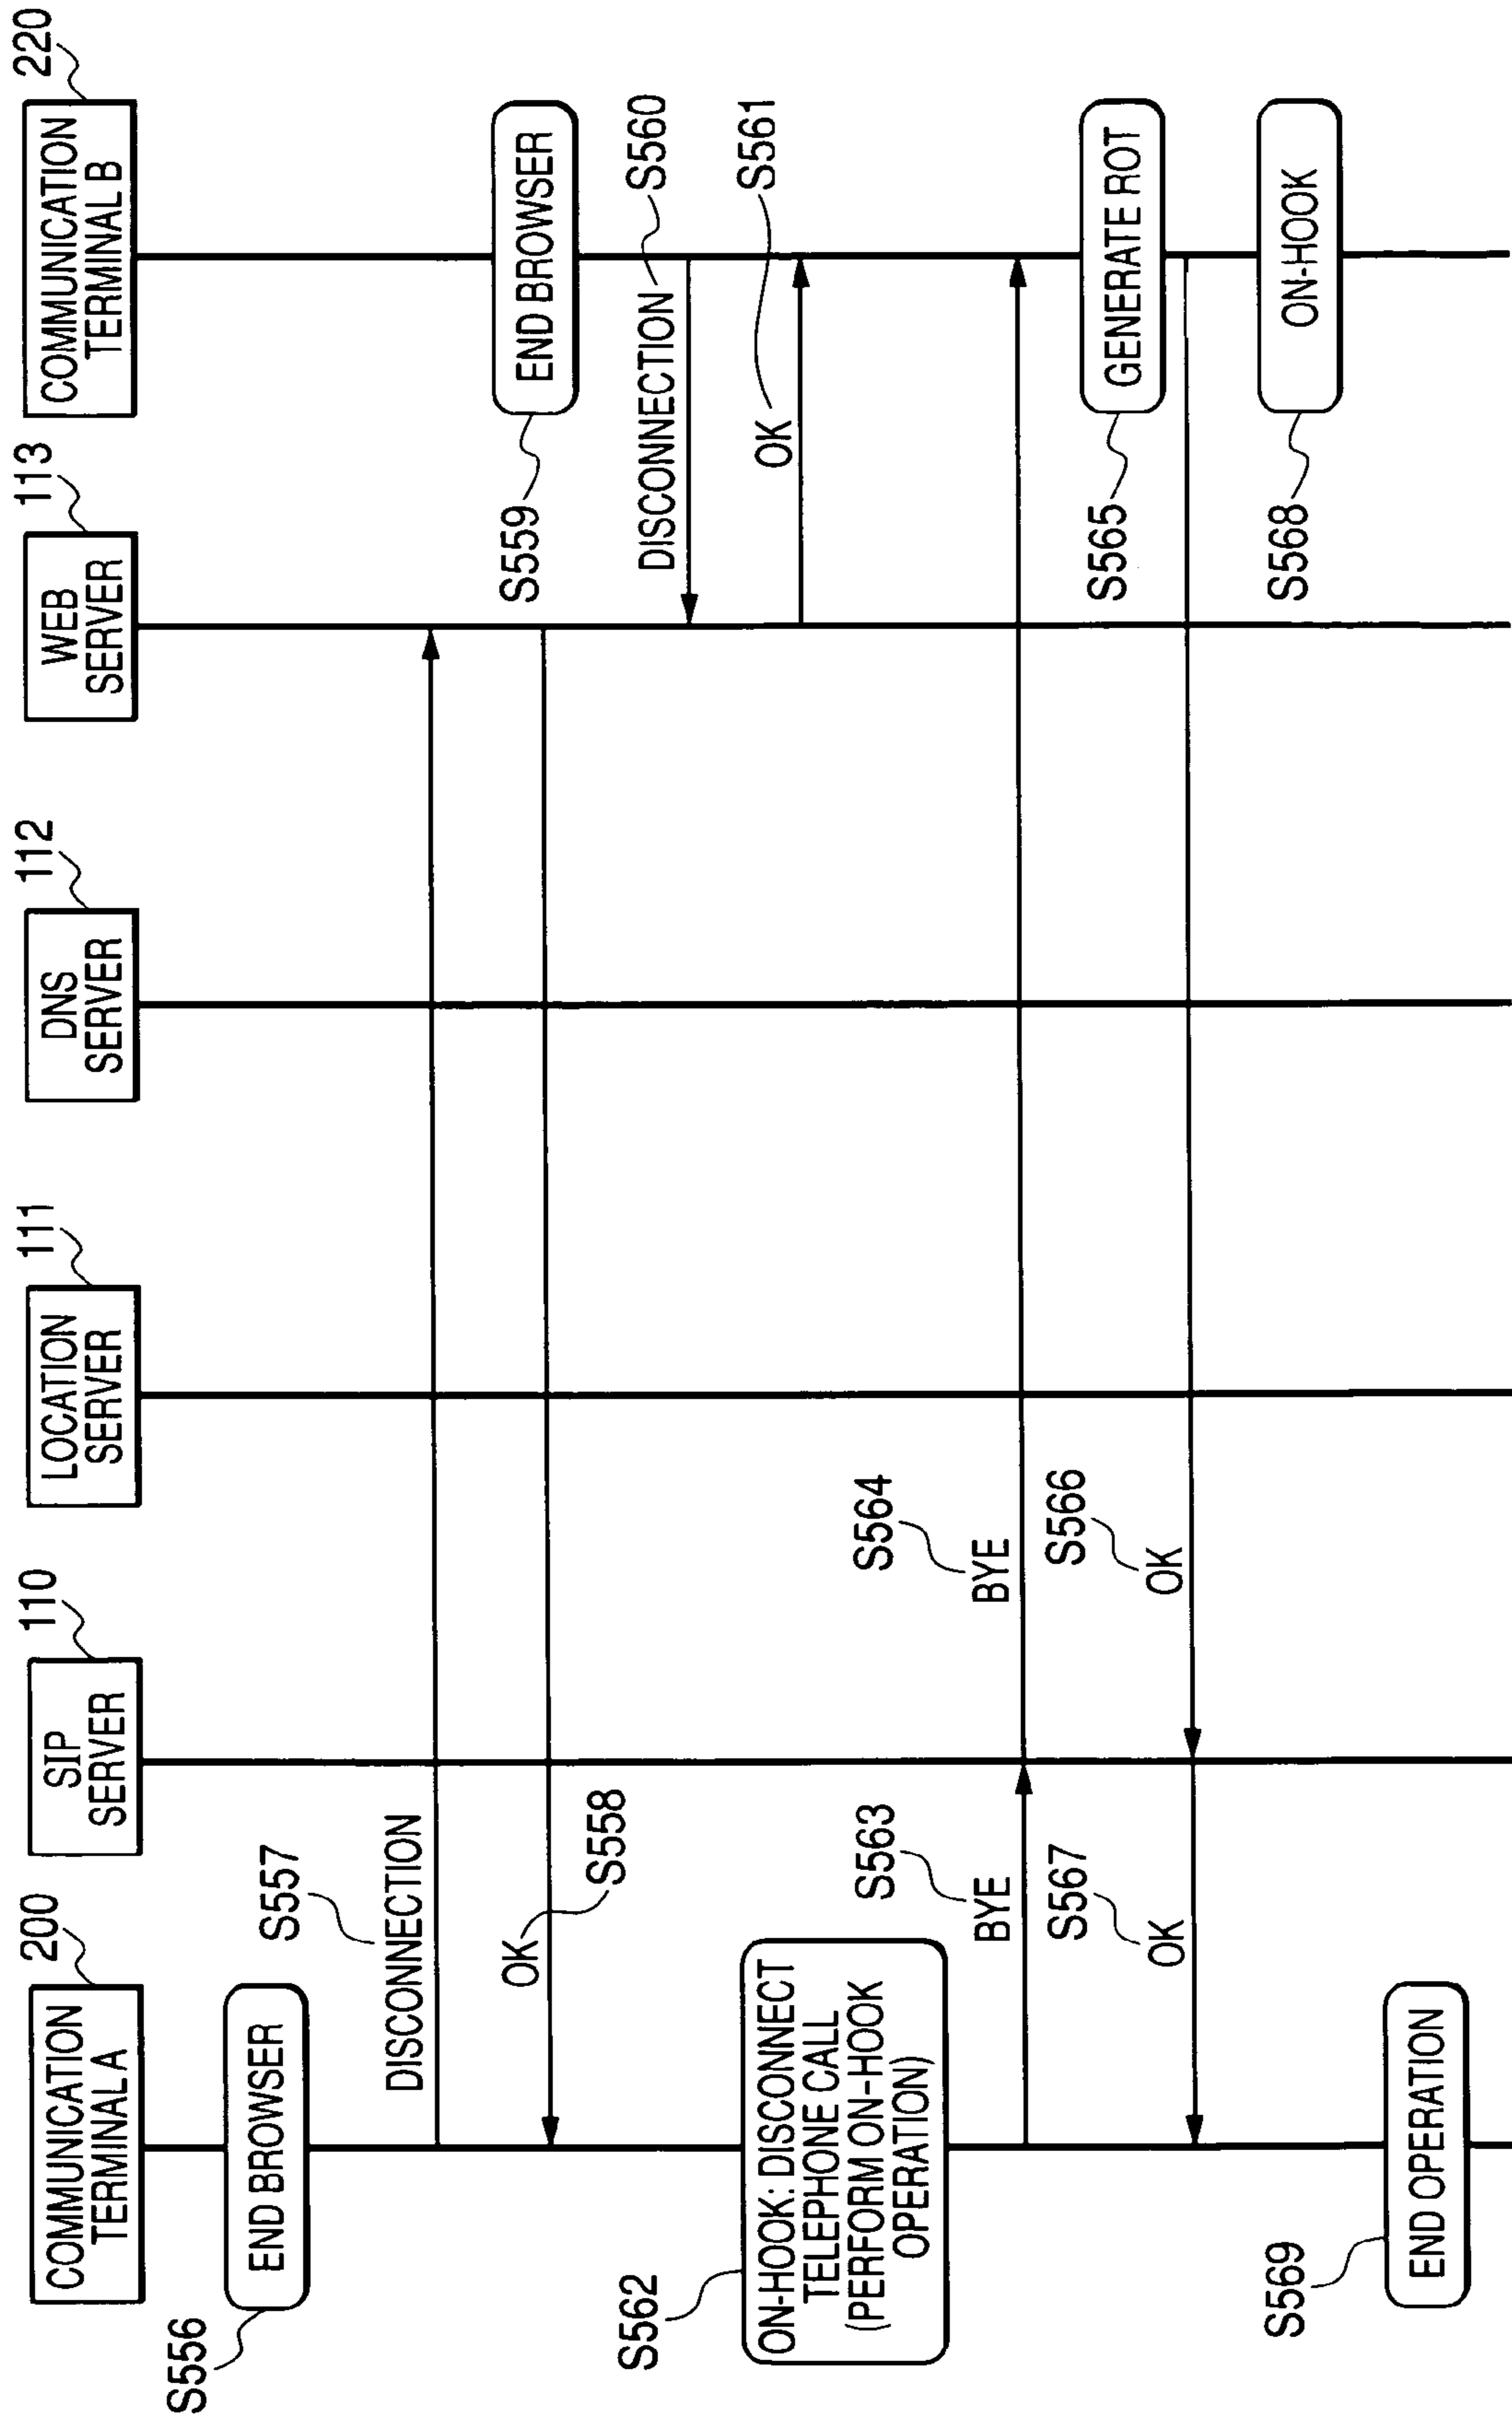 COMMUNICATION
TERMINAL A
200
SIP
SERVER
110
LOCATION
SERVER
111
DNS
SERVER
112
WEB
SERVER
113
COMMUNICATION
TERMINAL B
220
S556
END BROWSER
S557
DISCONNECTION
OK
S558
S559
END BROWSER
DISCONNECTION
S560
OK
S561
S562
ON-HOOK: DISCONNECT
TELEPHONE CALL
(PERFORM ON-HOOK
OPERATION)
S563
BYE
S564
BYE
S565
GENERATE ROT
S566
OK
S567
OK
S568
ON-HOOK
S569
END OPERATION